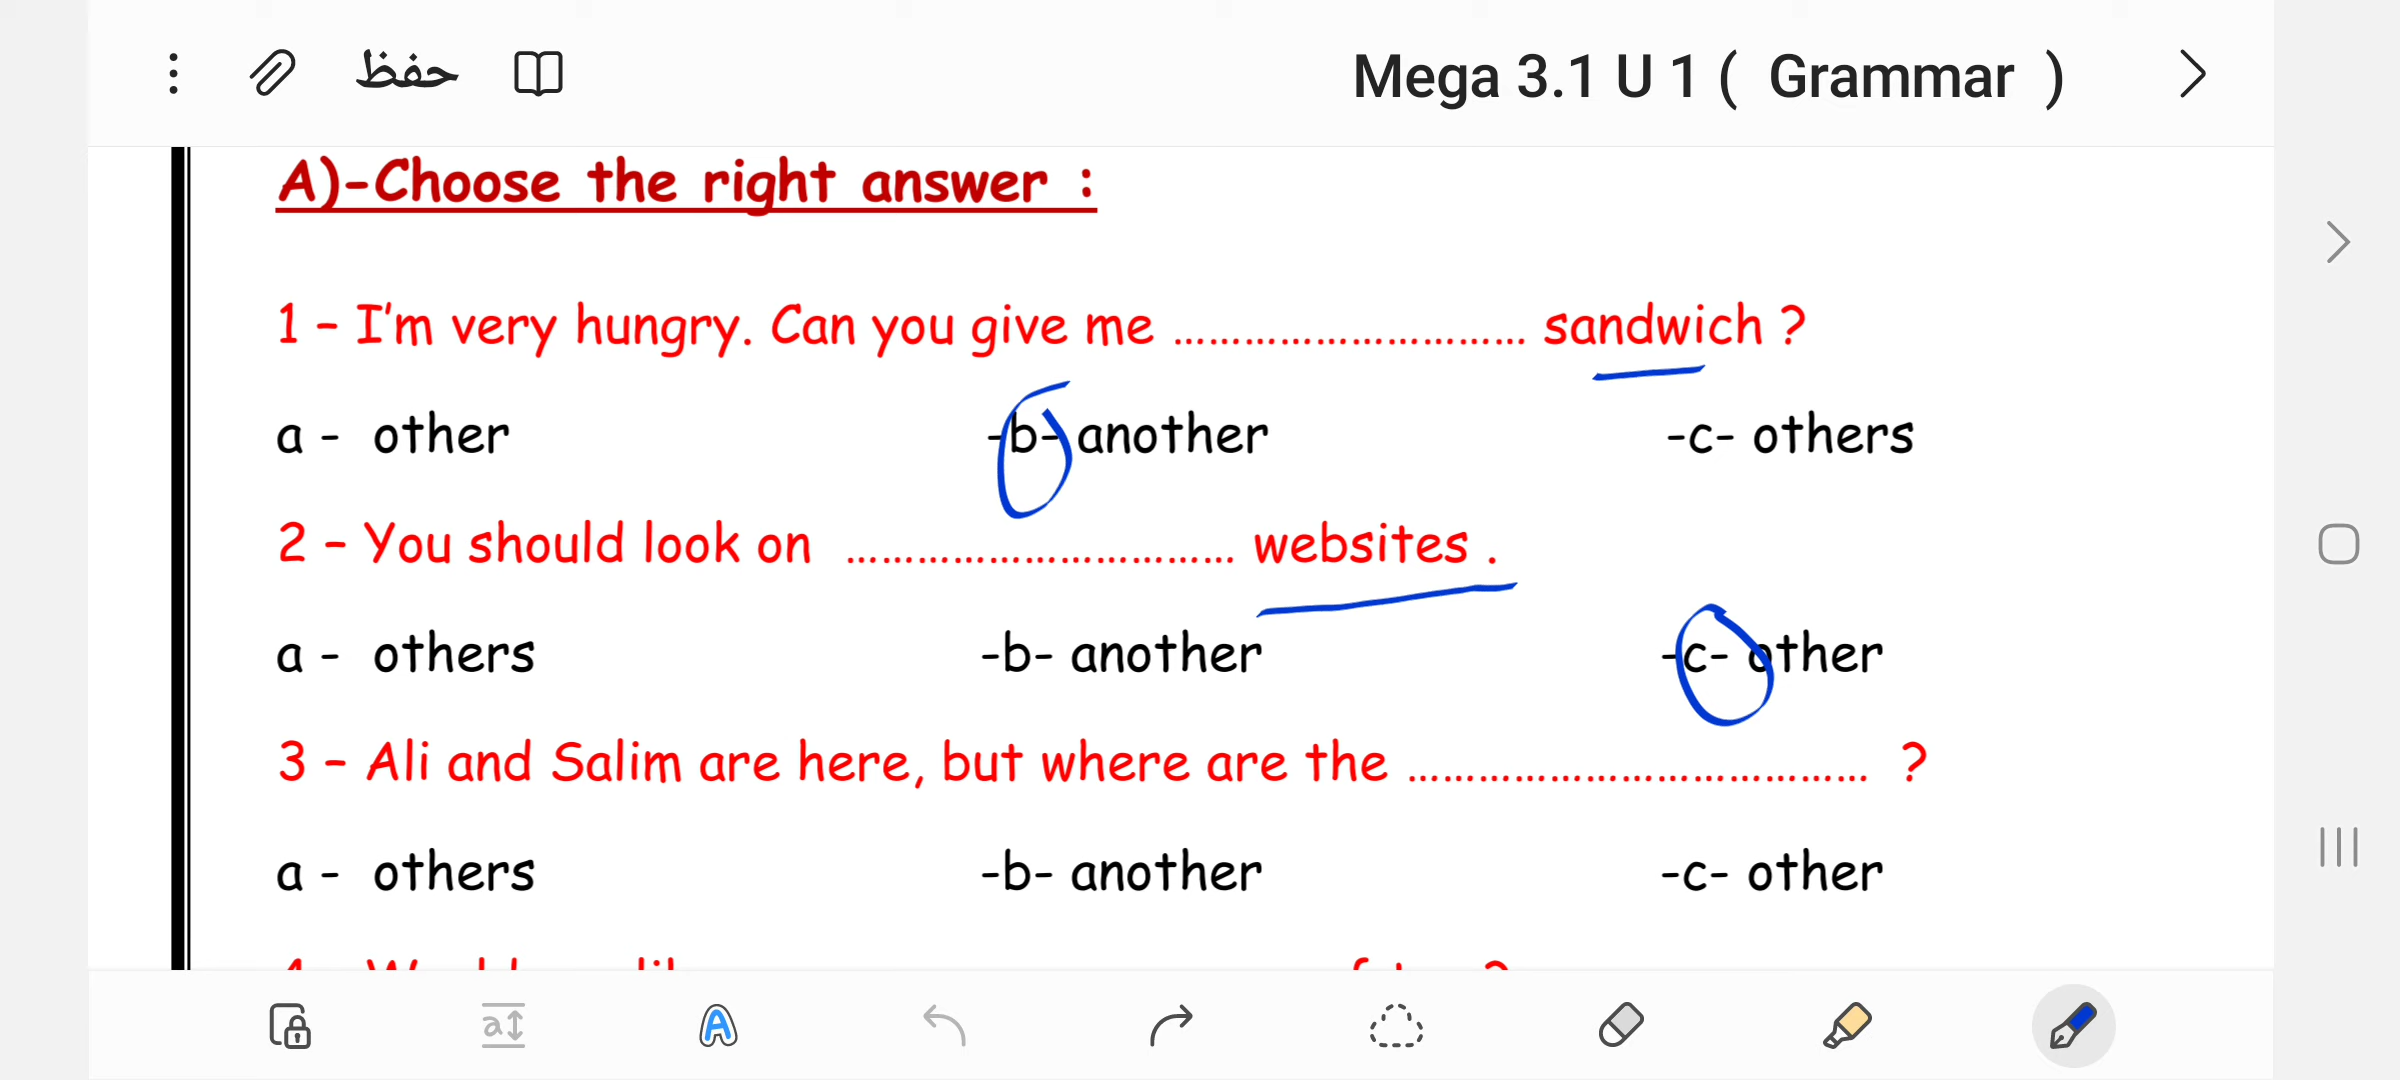 حفظ
Mega 3.1 U 1 ( Grammar )
A)-Choose the right answer :
1 - I'm very hungry. Can you give me ........................... sandwich ?
a - other -b- another -c- others
2 - You should look on ................................. websites .
a - others -b- another -c- other
3 - Ali and Salim are here, but where are the ....................................... ?
a - others -b- another -c- other